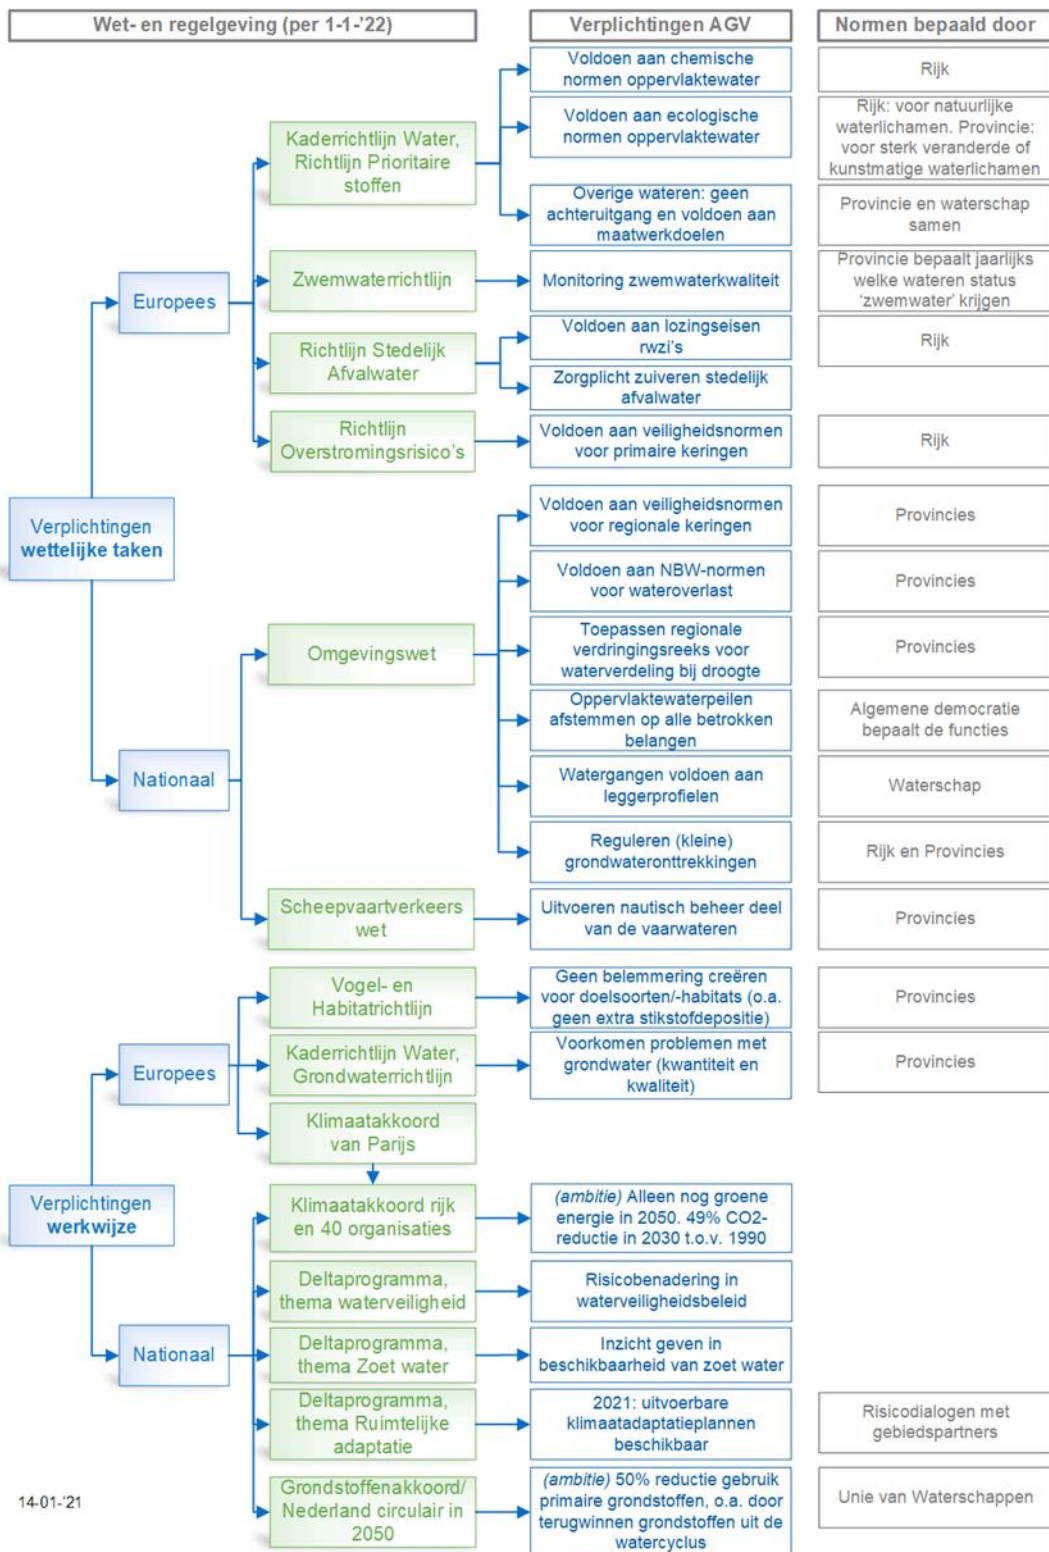 Wet- en regelgeving (per 1-1-'22)
Verplichtingen AGV
Normen bepaald door
Verplichtingen
wettelijke taken
Europees
Kaderrichtlijn Water,
Richtlijn Prioritaire
stoffen
Voldoen aan chemische
normen oppervlaktewater
Rijk
Voldoen aan ecologische
normen oppervlaktewater
Rijk: voor natuurlijke
waterlichamen. Provincie:
voor sterk veranderde of
kunstmatige waterlichamen
Overige wateren: geen
achteruitgang en voldoen aan
maatwerkdoelen
Provincie en waterschap
samen
Zwemwaterrichtlijn
Monitoring zwemwaterkwaliteit
Provincie bepaalt jaarlijks
welke wateren status
‘zwemwater’ krijgen
Richtlijn Stedelijk
Afvalwater
Voldoen aan lozingseisen
rwzi’s
Rijk
Zorgplicht zuiveren stedelijk
afvalwater
Richtlijn
Overstromingsrisico’s
Voldoen aan veiligheidsnormen
voor primaire keringen
Rijk
Nationaal
Omgevingswet
Voldoen aan veiligheidsnormen
voor regionale keringen
Provincies
Voldoen aan NBW-normen
voor wateroverlast
Provincies
Toepassen regionale
verdringingsreeks voor
waterverdeling bij droogte
Provincies
Oppervlaktewaterpeilen
afstemmen op alle betrokken
belangen
Algemene democratie
bepaalt de functies
Watergangen voldoen aan
leggerprofielen
Waterschap
Reguleren (kleine)
grondwateronttrekkingen
Rijk en Provincies
Scheepvaartverkeers
wet
Uitvoeren nautisch beheer deel
van de vaarwateren
Provincies
Verplichtingen
werkwijze
Europees
Vogel- en
Habitatrichtlijn
Geen belemmering creëren
voor doelsoorten/-habitats (o.a.
geen extra stikstofdepositie)
Provincies
Kaderrichtlijn Water,
Grondwaterrichtlijn
Voorkomen problemen met
grondwater (kwantiteit en
kwaliteit)
Provincies
Klimaatakkoord
van Parijs
Nationaal
Klimaatakkoord rijk
en 40 organisaties
(ambitie) Alleen nog groene
energie in 2050. 49% CO2-
reductie in 2030 t.o.v. 1990
Deltaprogramma,
thema waterveiligheid
Risicobenadering in
waterveiligheidsbeleid
Deltaprogramma,
thema Zoet water
Inzicht geven in
beschikbaarheid van zoet water
Deltaprogramma,
thema Ruimtelijke
adaptatie
2021: uitvoerbare
klimaatadaptatieplannen
beschikbaar
Risicodialogen met
gebiedspartners
Grondstoffenakkoord/
Nederland circulair in
2050
(ambitie) 50% reductie gebruik
primaire grondstoffen, o.a. door
terugwinnen grondstoffen uit de
watercyclus
Unie van Waterschappen
14-01-'21